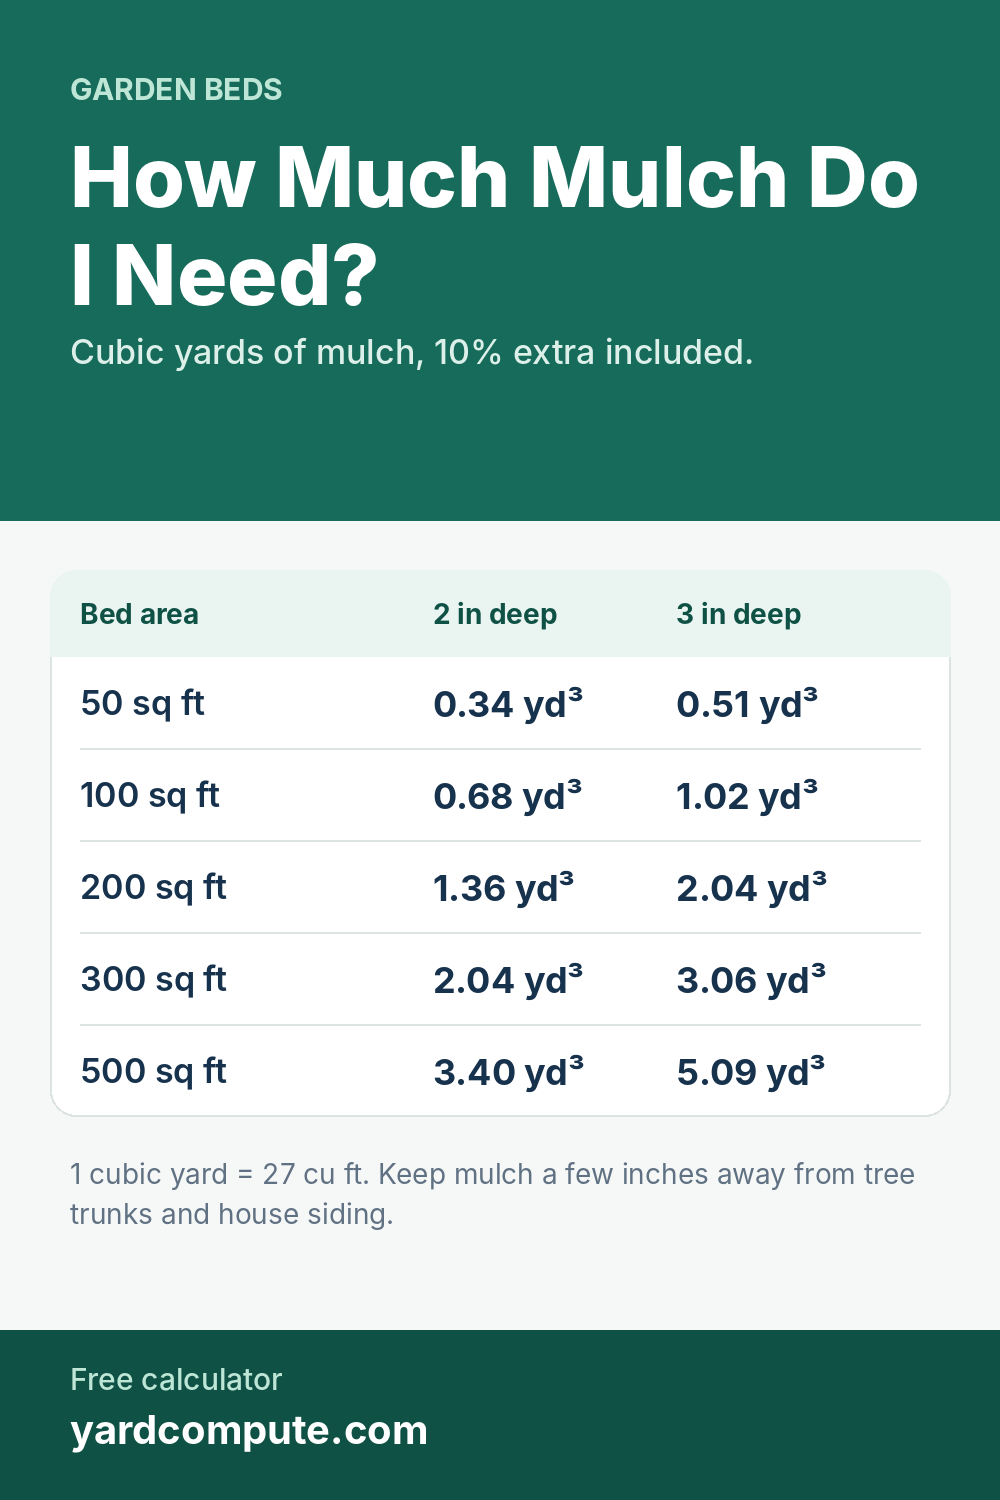 GARDEN BEDS
How Much Mulch Do
I Need?
Cubic yards of mulch, 10% extra included.
Bed area 2 in deep 3 in deep
50 sq ft 0.34 yd³ 0.51 yd³
100 sq ft 0.68 yd³ 1.02 yd³
200 sq ft 1.36 yd³ 2.04 yd³
300 sq ft 2.04 yd³ 3.06 yd³
500 sq ft 3.40 yd³ 5.09 yd³
1 cubic yard = 27 cu ft. Keep mulch a few inches away from tree
trunks and house siding.
Free calculator
yardcompute.com